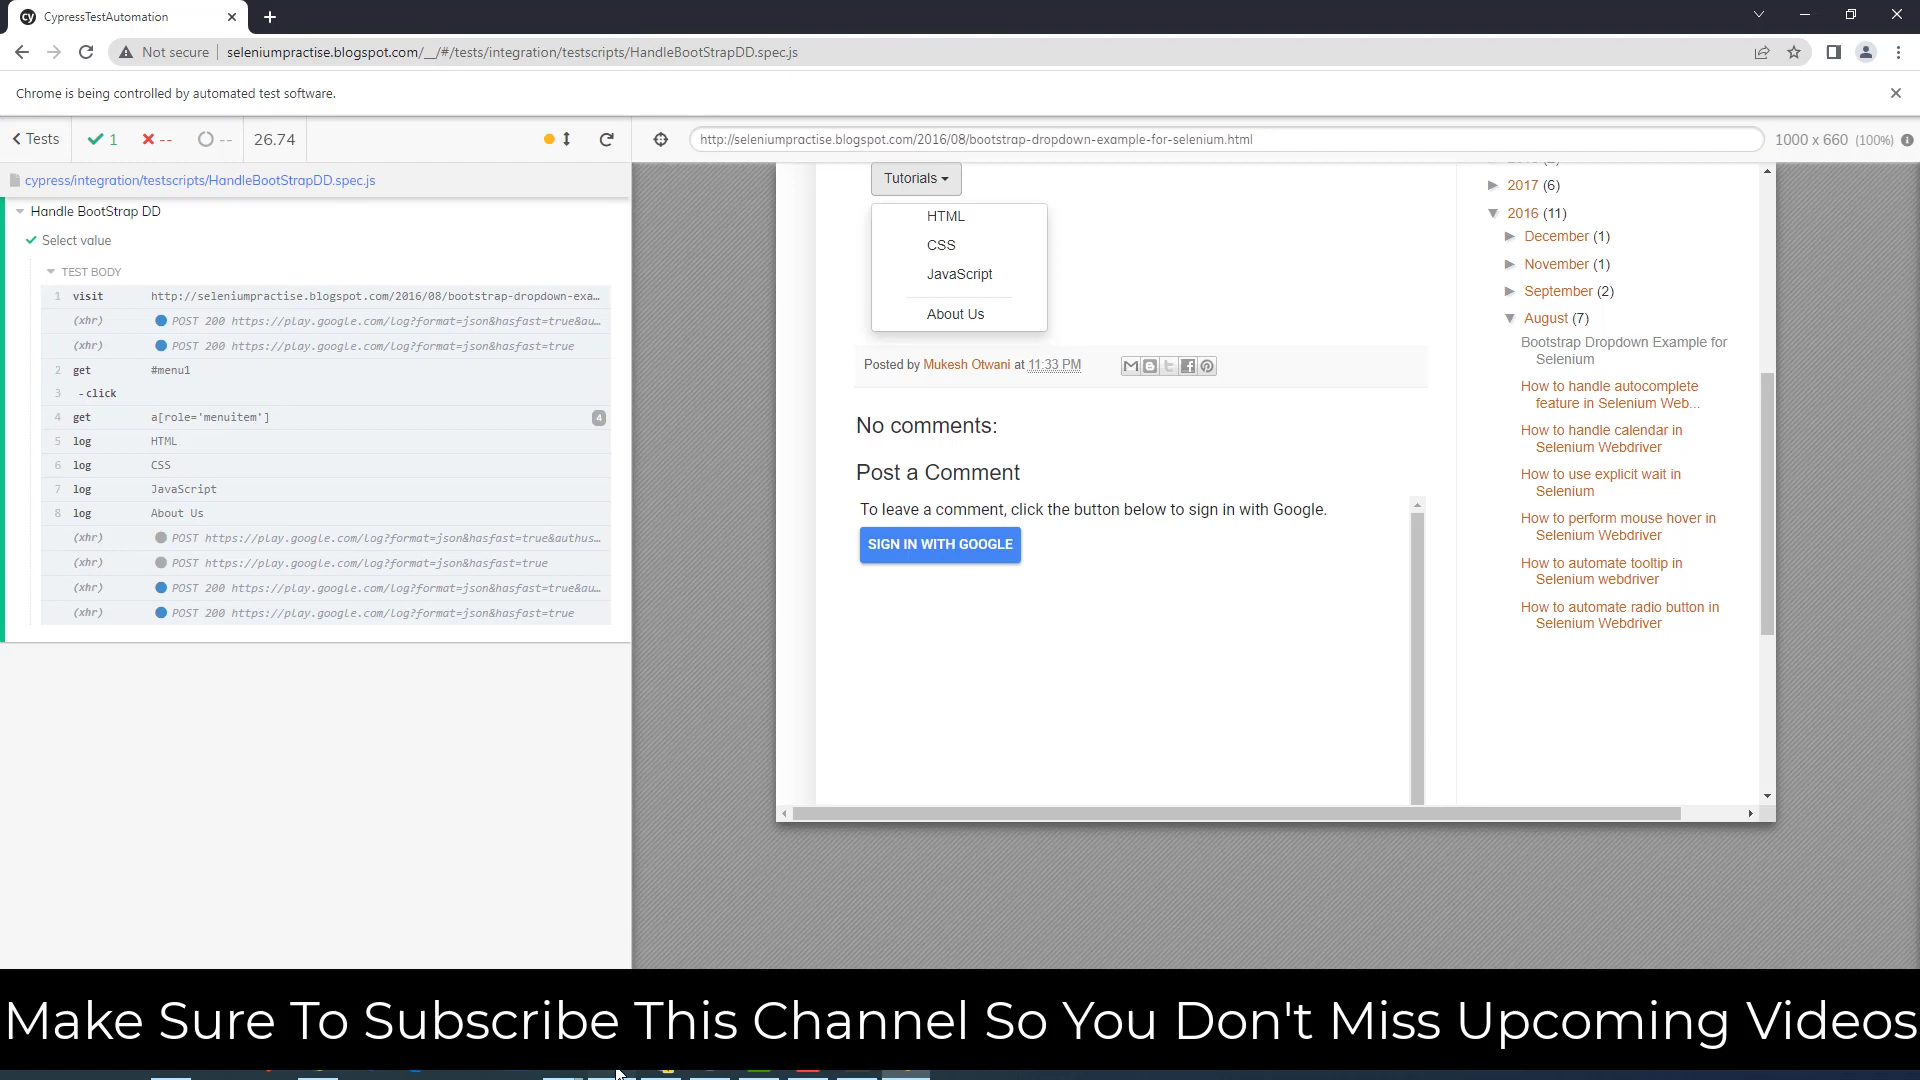 CypressTestAutomation
Not secure
seleniumpractise.blogspot.com/__/#/tests/integration/testscripts/HandleBootStrapDD.spec.js
Chrome is being controlled by automated test software.
Tests
1
--
--
26.74
http://seleniumpractise.blogspot.com/2016/08/bootstrap-dropdown-example-for-selenium.html
1000 x 660 (100%)
cypress/integration/testscripts/HandleBootStrapDD.spec.js
Handle BootStrap DD
Select value
TEST BODY
1 visit http://seleniumpractise.blogspot.com/2016/08/bootstrap-dropdown-exa…
(xhr) POST 200 https://play.google.com/log?format=json&hasfast=true&au…
(xhr) POST 200 https://play.google.com/log?format=json&hasfast=true
2 get #menu1
3 - click
4 get a[role='menuitem'] 4
5 log HTML
6 log CSS
7 log JavaScript
8 log About Us
(xhr) POST https://play.google.com/log?format=json&hasfast=true&authus…
(xhr) POST https://play.google.com/log?format=json&hasfast=true
(xhr) POST 200 https://play.google.com/log?format=json&hasfast=true&au…
(xhr) POST 200 https://play.google.com/log?format=json&hasfast=true
Tutorials
HTML
CSS
JavaScript
About Us
Posted by Mukesh Otwani at 11:33 PM
No comments:
Post a Comment
To leave a comment, click the button below to sign in with Google.
SIGN IN WITH GOOGLE
2017 (6)
2016 (11)
December (1)
November (1)
September (2)
August (7)
Bootstrap Dropdown Example for
Selenium
How to handle autocomplete
feature in Selenium Web...
How to handle calendar in
Selenium Webdriver
How to use explicit wait in
Selenium
How to perform mouse hover in
Selenium Webdriver
How to automate tooltip in
Selenium webdriver
How to automate radio button in
Selenium Webdriver
Make Sure To Subscribe This Channel So You Don't Miss Upcoming Videos